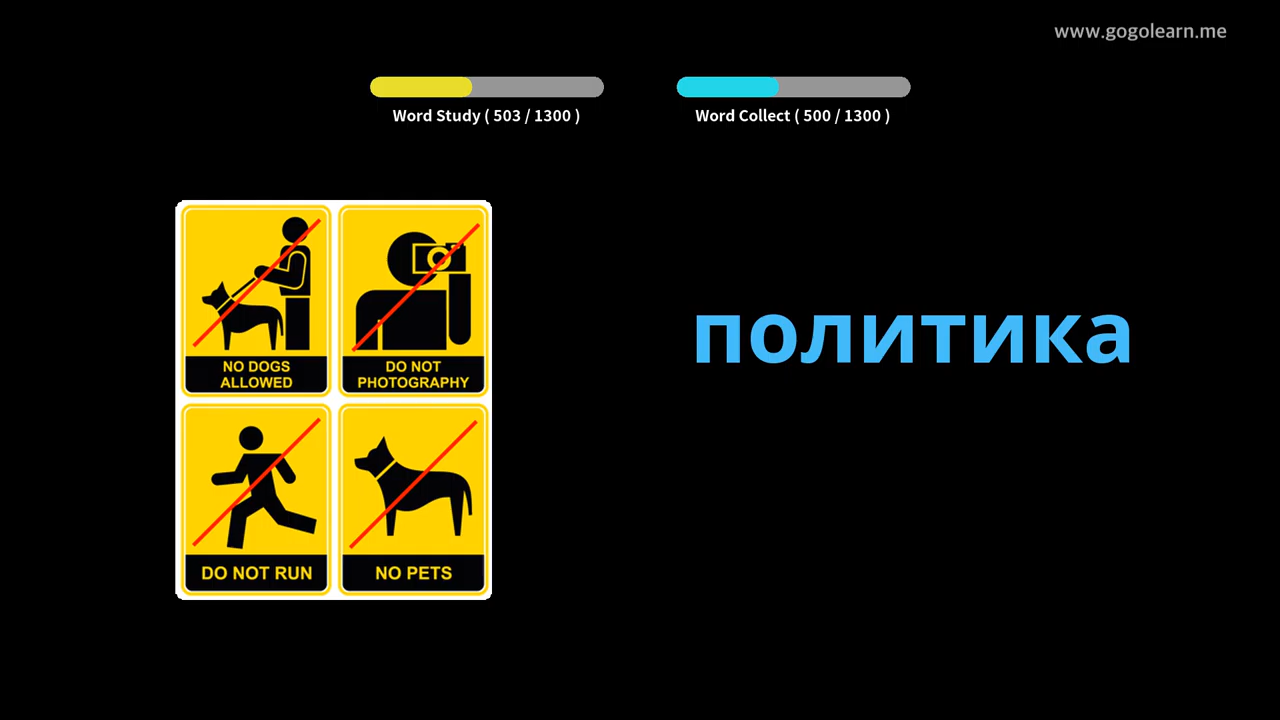 www.gogolearn.me
Word Study ( 503 / 1300 )
Word Collect ( 500 / 1300 )
NO DOGS
ALLOWED
DO NOT
PHOTOGRAPHY
политика
DO NOT RUN
NO PETS